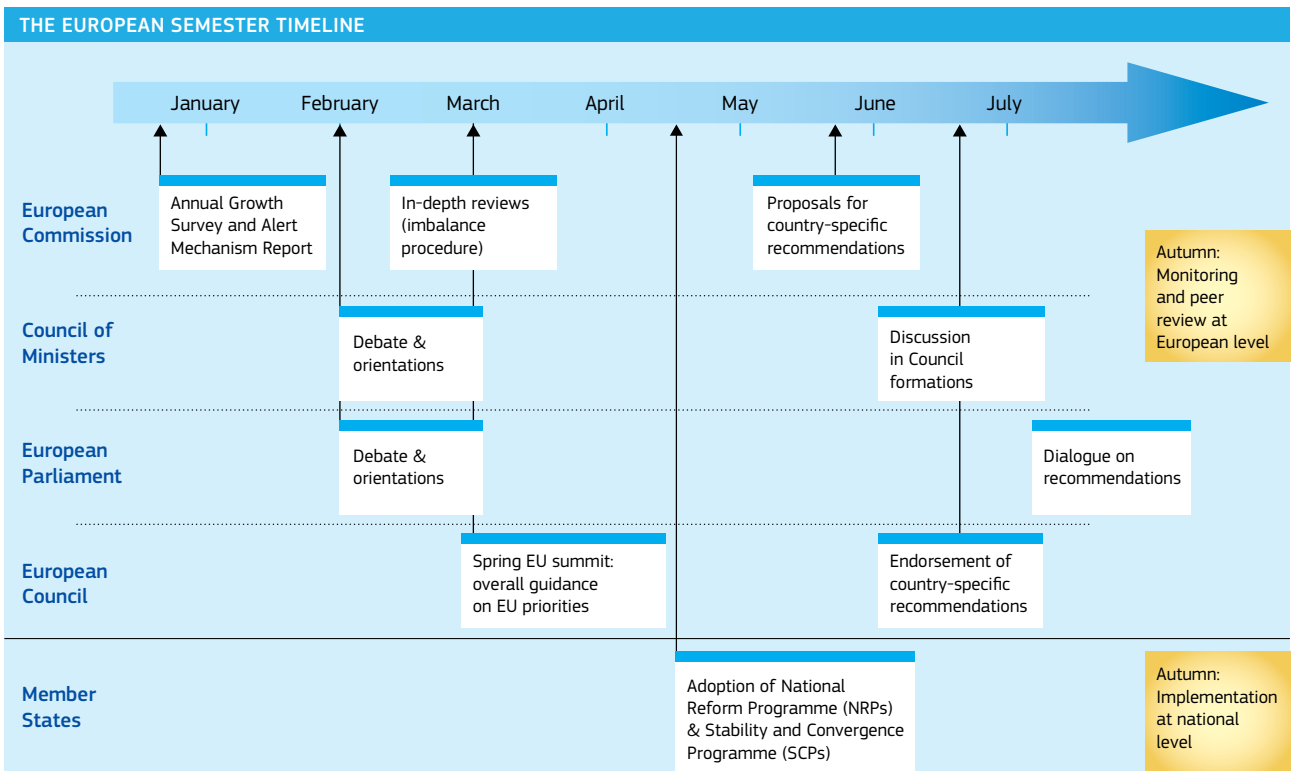 THE EUROPEAN SEMESTER TIMELINE
January February March April May June July
European
Commission
Annual Growth
Survey and Alert
Mechanism Report
In-depth reviews
(imbalance
procedure)
Proposals for
country-specific
recommendations
Autumn:
Monitoring
and peer
review at
European level
Council of
Ministers
Debate &
orientations
Discussion
in Council
formations
European
Parliament
Debate &
orientations
Dialogue on
recommendations
European
Council
Spring EU summit:
overall guidance
on EU priorities
Endorsement of
country-specific
recommendations
Member
States
Adoption of National
Reform Programme (NRPs)
& Stability and Convergence
Programme (SCPs)
Autumn:
Implementation
at national
level